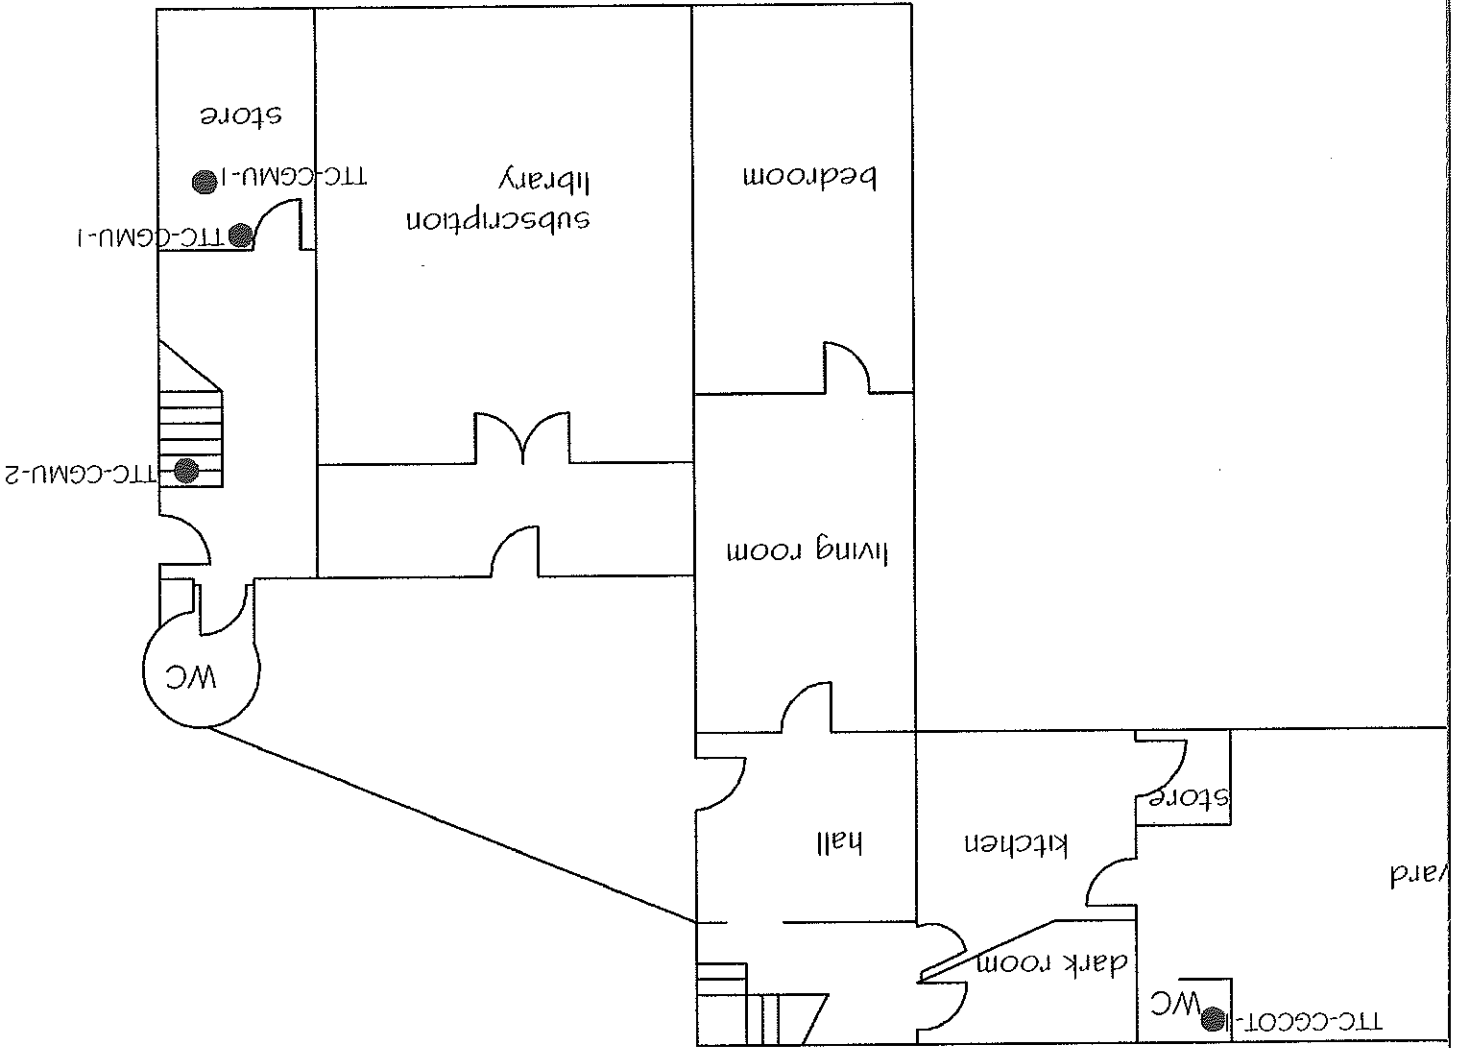 TTC-CGCOT-1
WC
dark room
yard
kitchen
hall
store
WC
living room
TTC-CGMU-2
TTC-CGMU-1
subscription
library
bedroom
TTC-CGMU-1
store